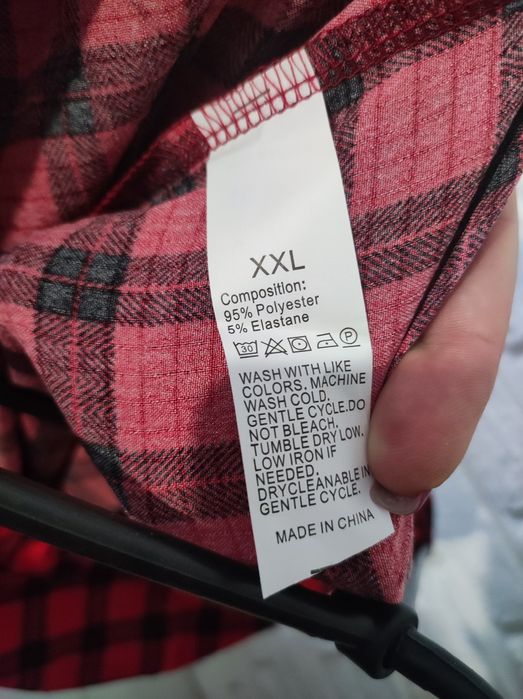 XXL
Composition:
95% Polyester
5% Elastane
30 P
WASH WITH LIKE
COLORS. MACHINE
WASH COLD.
GENTLE CYCLE.DO
NOT BLEACH.
TUMBLE DRY LOW.
LOW IRON IF
NEEDED.
DRYCLEANABLE IN
GENTLE CYCLE.
MADE IN CHINA